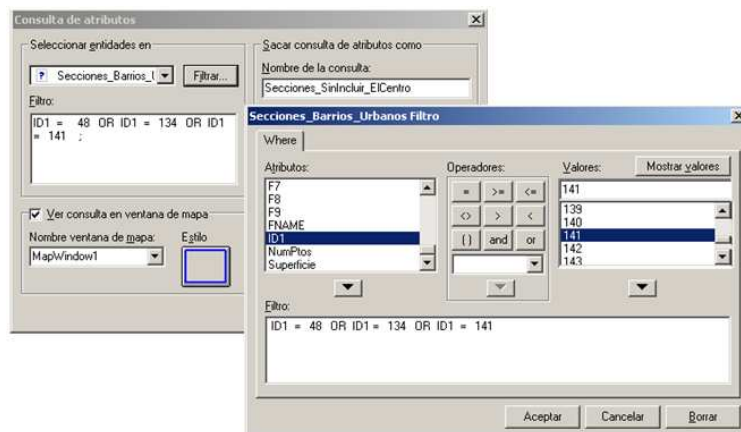 Consulta de atributos
Seleccionar entidades en
Secciones_Barrios_U
Filtrar...
Filtro:
ID1 = 48 OR ID1 = 134 OR ID1
= 141 ;
Sacar consulta de atributos como
Nombre de la consulta:
Secciones_SinIncluir_ElCentro
Ver consulta en ventana de mapa
Nombre ventana de mapa:
MapWindow1
Estilo
Secciones_Barrios_Urbanos Filtro
Where
Atributos:
F7
F8
F9
FNAME
ID1
NumPtos
Superficie
Operadores:
= >= <=
<> > <
() and or
Valores:
Mostrar valores
141
139
140
141
142
143
Filtro:
ID1 = 48 OR ID1 = 134 OR ID1 = 141
Aceptar
Cancelar
Borrar